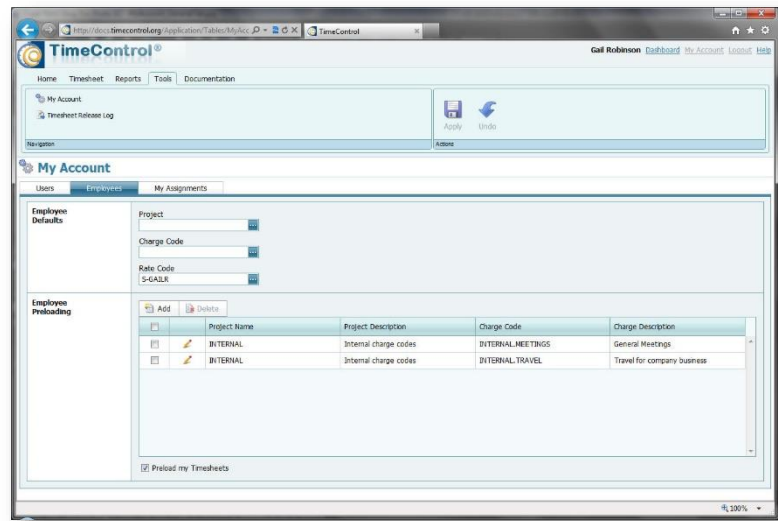 http://docs.timecontrol.org/Application/Tables/MyAcc
TimeControl
TimeControl®
Gail Robinson Dashboard My Account Logout Help
Home Timesheet Reports Tools Documentation
My Account
Timesheet Release Log
Apply Undo
Navigation
Actions
My Account
Users Employees My Assignments
Employee
Defaults
Project
Charge Code
Rate Code
S-GAILR
Employee
Preloading
Add Delete
Project Name Project Description Charge Code Charge Description
INTERNAL Internal charge codes INTERNAL.MEETINGS General Meetings
INTERNAL Internal charge codes INTERNAL.TRAVEL Travel for company business
Preload my Timesheets
100%